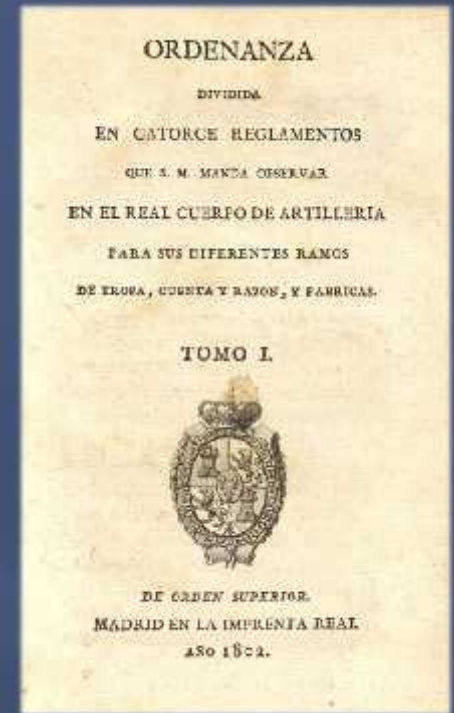 ORDENANZA
DIVIDIDA
EN CATORCE REGLAMENTOS
QUE S. M. MANDA OBSERVAR
EN EL REAL CUERPO DE ARTILLERIA
PARA SUS DIFERENTES RAMOS
DE TROPA, CUENTA Y RAZON, Y FABRICAS.
TOMO I.
DE ORDEN SUPERIOR.
MADRID EN LA IMPRENTA REAL
AÑO 1802.